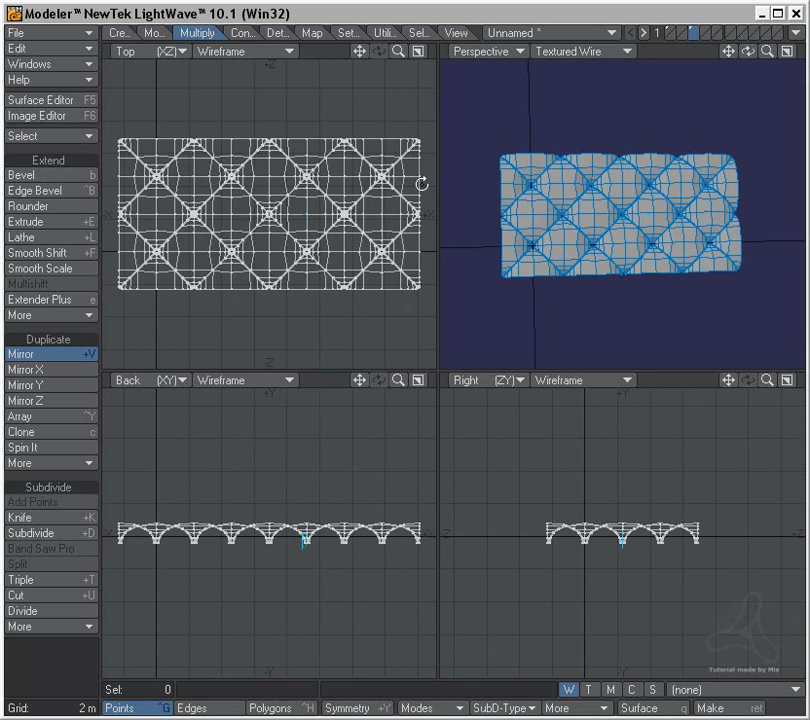 Modeler™ NewTek LightWave™ 10.1 (Win32)
File Cre... Mo... Multiply Con... Det... Map Set... Utili... Sel... View Unnamed * 1
Edit
Windows
Help
Surface Editor F5
Image Editor F6
Select
Extend
Bevel b
Edge Bevel ^B
Rounder
Extrude +E
Lathe +L
Smooth Shift +F
Smooth Scale
Multishift
Extender Plus e
More
Duplicate
Mirror +V
Mirror X
Mirror Y
Mirror Z
Array ^Y
Clone c
Spin It
More
Subdivide
Add Points
Knife +K
Subdivide +D
Band Saw Pro
Split
Triple +T
Cut +U
Divide
More
Top (XZ) Wireframe
Perspective Textured Wire
Back (XY) Wireframe
Right (ZY) Wireframe
Tutorial made by Mis
Sel: 0 W T M C S (none)
Grid: 2 m Points ^G Edges Polygons ^H Symmetry +Y Modes SubD-Type More Surface q Make ret